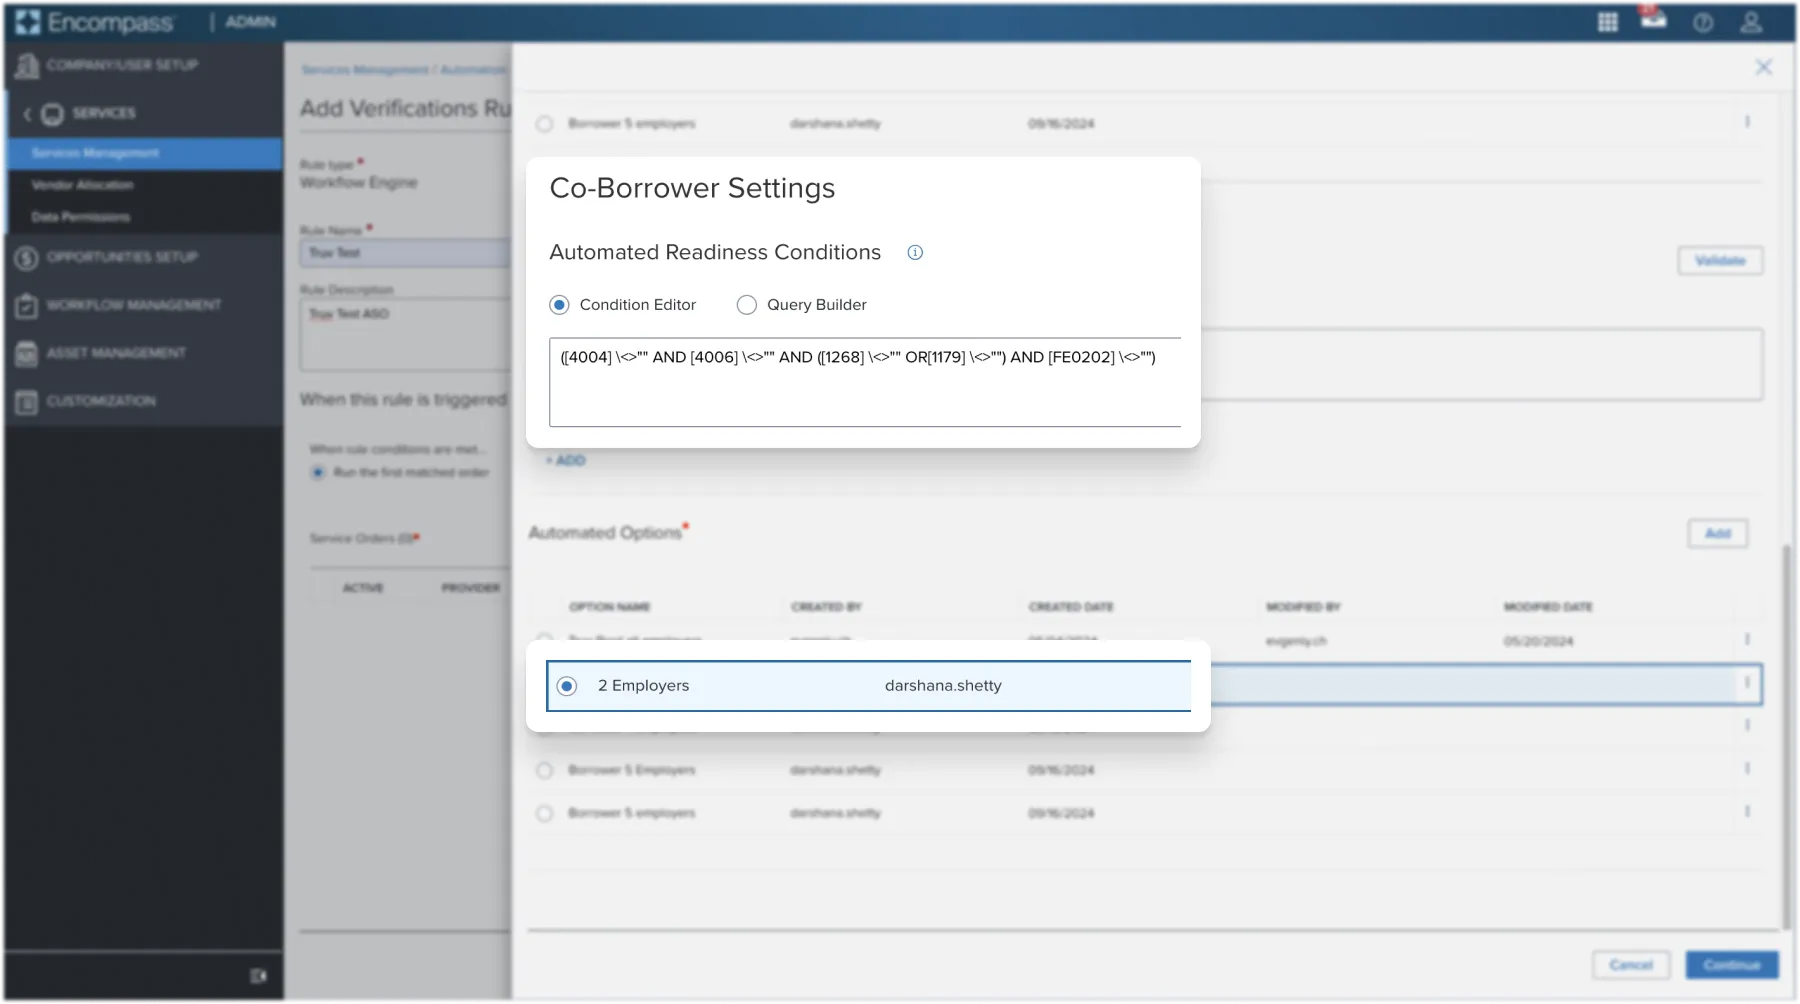 Encompass | ADMIN
COMPANY/USER SETUP
SERVICES
Services Management
Vendor Allocation
Data Permissions
OPPORTUNITIES SETUP
WORKFLOW MANAGEMENT
ASSET MANAGEMENT
CUSTOMIZATION
Services Management / Automation
Add Verifications Ru
Rule type *
Workflow Engine
Rule Name *
Truv Test
Rule Description
Truv Test ASO
When this rule is triggered
When rule conditions are met...
Run the first matched order
Service Orders (0)*
ACTIVE PROVIDER
Borrower 5 employers darshana.shetty 09/16/2024
Co-Borrower Settings
Automated Readiness Conditions
Validate
Condition Editor Query Builder
([4004] \<>"" AND [4006] \<>"" AND ([1268] \<>"" OR[1179] \<>"") AND [FE0202] \<>"")
+ ADD
Automated Options*
Add
OPTION NAME CREATED BY CREATED DATE MODIFIED BY MODIFIED DATE
evgeniy.ch 05/20/2024
2 Employers darshana.shetty
Borrower 5 Employers darshana.shetty 09/16/2024
Borrower 5 employers darshana.shetty 09/16/2024
Cancel Continue